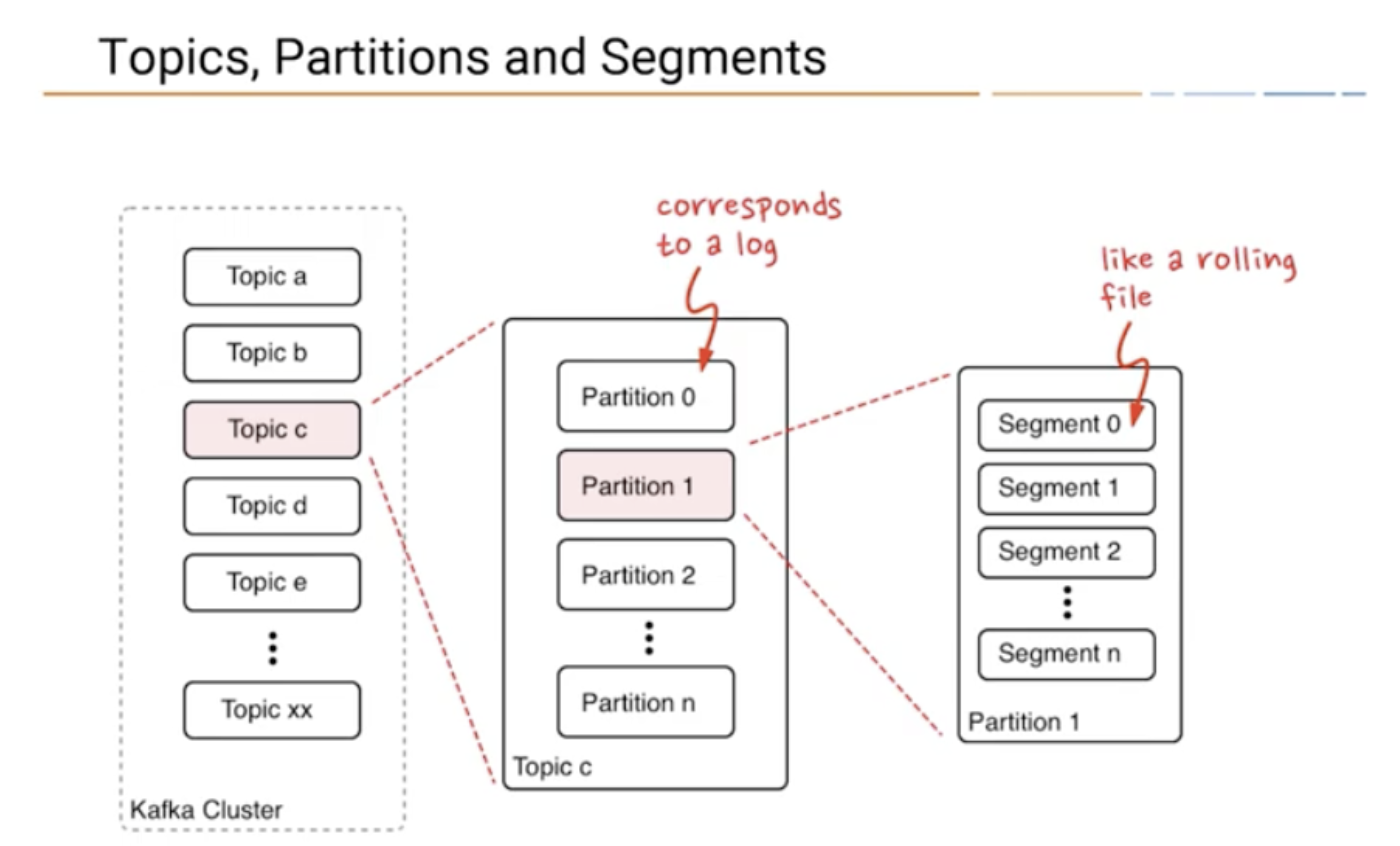 Topics, Partitions and Segments
Topic a
Topic b
Topic c
Topic d
Topic e
Topic xx
Kafka Cluster
corresponds
to a log
Partition 0
Partition 1
Partition 2
Partition n
Topic c
like a rolling
file
Segment 0
Segment 1
Segment 2
Segment n
Partition 1